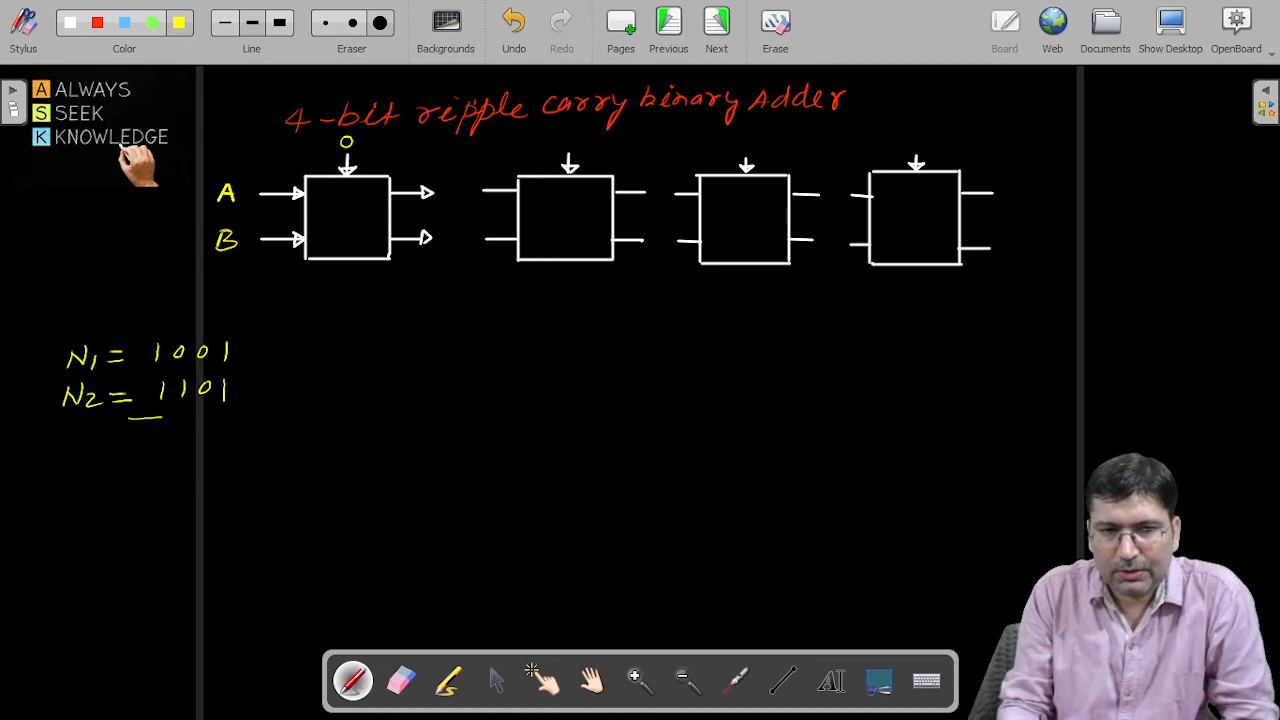 Stylus Color Line Eraser Backgrounds Undo Redo Pages Previous Next Erase Board Web Documents Show Desktop OpenBoard
A ALWAYS
S SEEK
K KNOWLEDGE
4-bit ripple carry binary Adder
0
A
B
N1 = 1001
N2 = 1101
AI